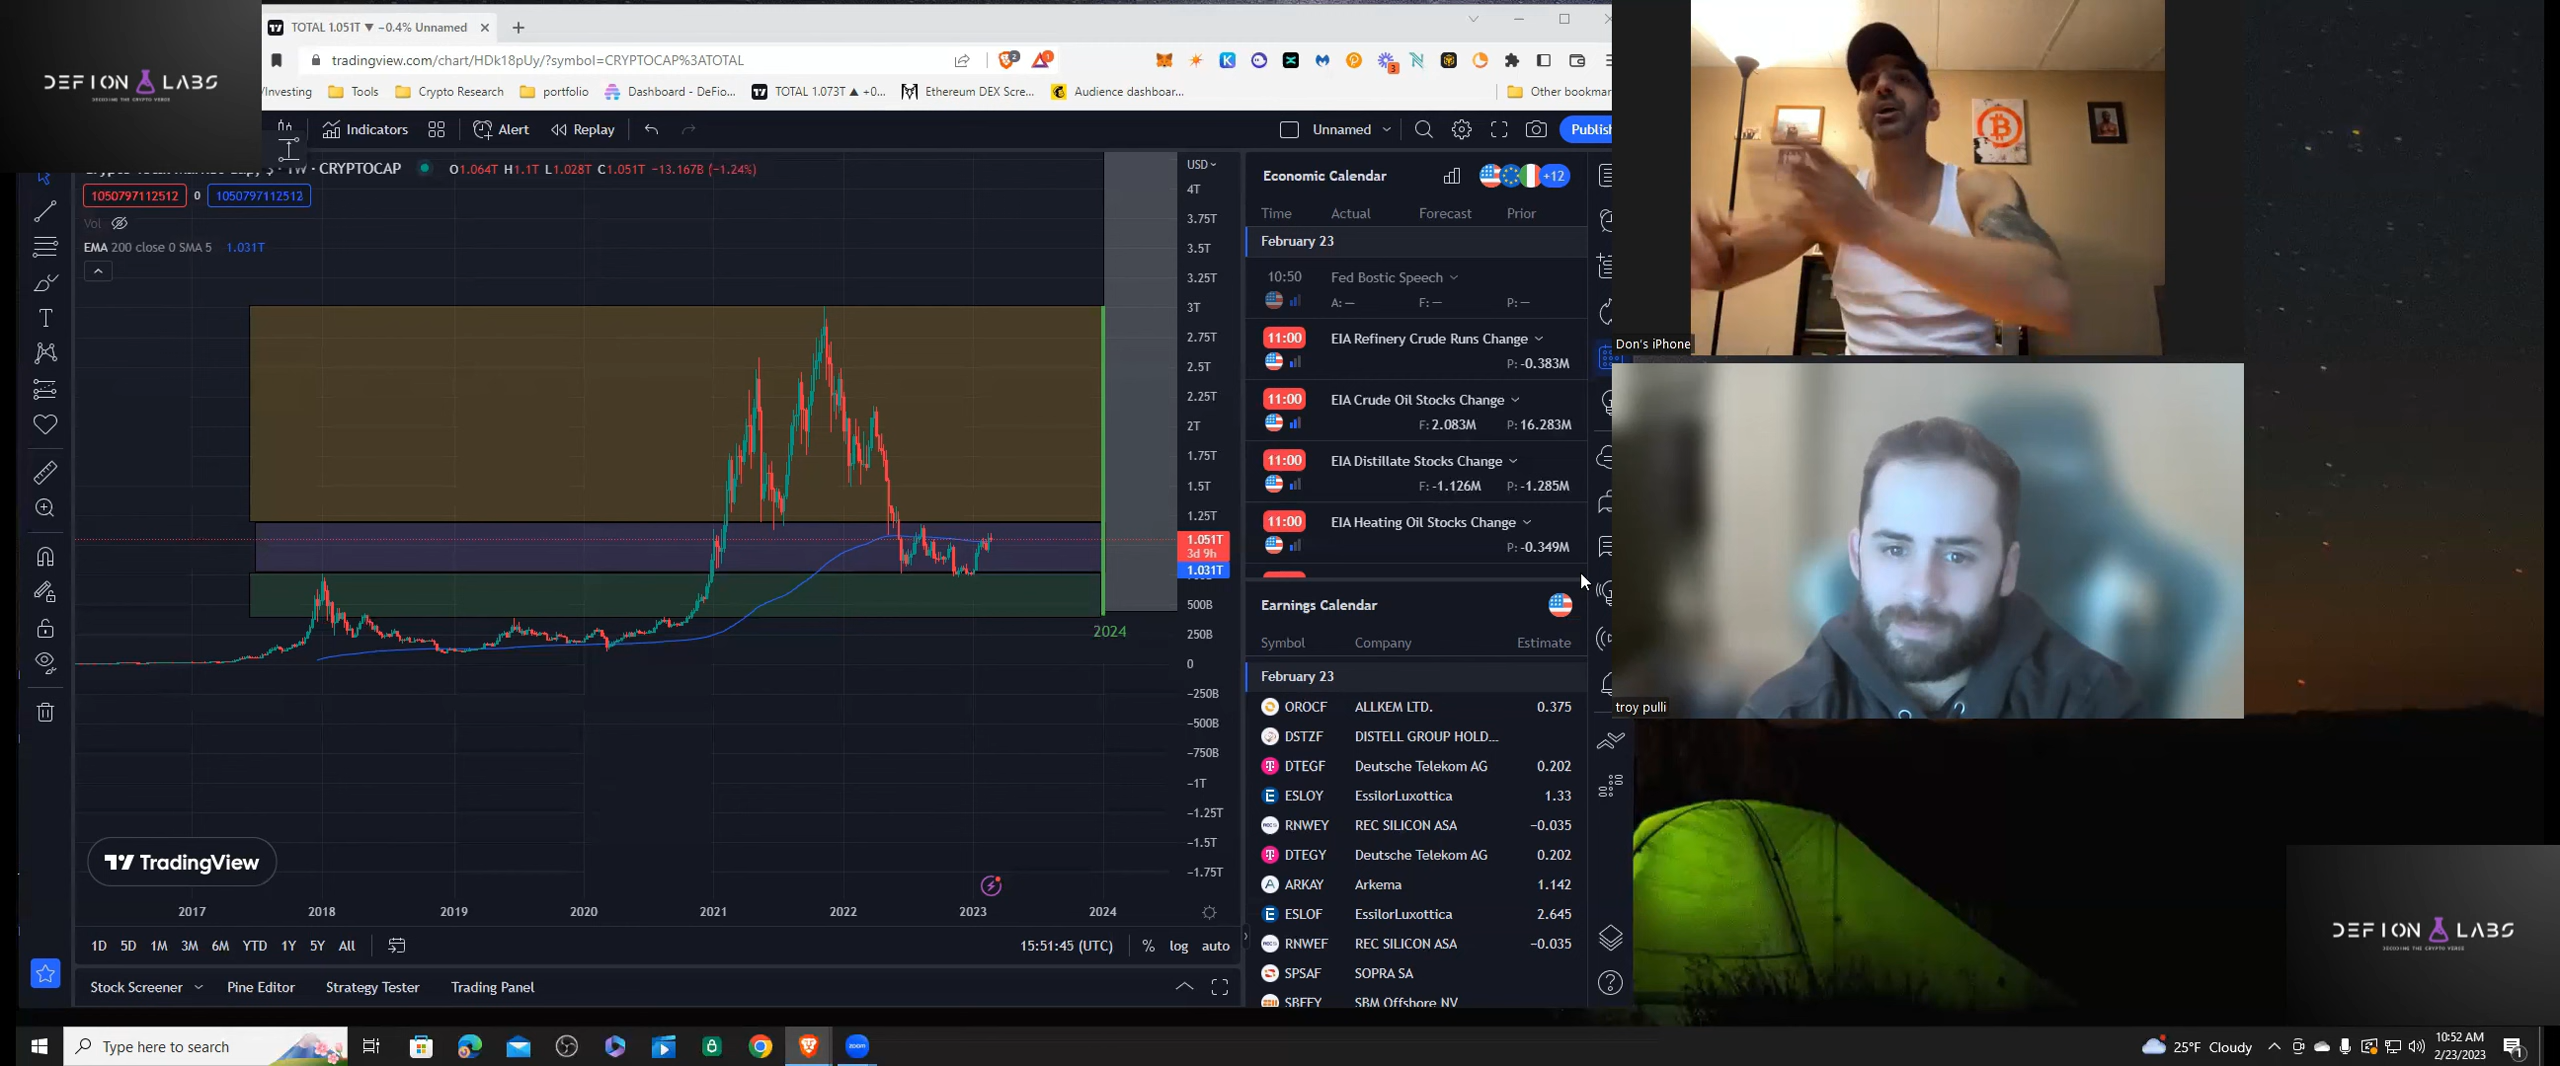 DEFION LABS
DECODING THE CRYPTO VERSE
TOTAL 1.051T ▼ −0.4% Unnamed
tradingview.com/chart/HDk18pUy/?symbol=CRYPTOCAP%3ATOTAL
/Investing Tools Crypto Research portfolio Dashboard - DeFio... TOTAL 1.073T ▲ +0... Ethereum DEX Scre... Audience dashboar... Other bookmar
Indicators Alert Replay Unnamed Publish
1W · CRYPTOCAP O1.064T H1.1T L1.028T C1.051T −13.167B (−1.24%)
1050797112512 0 1050797112512
Vol
EMA 200 close 0 SMA 5 1.031T
USD
4T
3.75T
3.5T
3.25T
3T
2.75T
2.5T
2.25T
2T
1.75T
1.5T
1.25T
1.051T
3d 9h
1.031T
500B
250B
0
−250B
−500B
−750B
−1T
−1.25T
−1.5T
−1.75T
2024
TradingView
2017 2018 2019 2020 2021 2022 2023 2024
1D 5D 1M 3M 6M YTD 1Y 5Y All 15:51:45 (UTC) % log auto
Stock Screener Pine Editor Strategy Tester Trading Panel
Economic Calendar +12
Time Actual Forecast Prior
February 23
10:50 Fed Bostic Speech
A: — F: — P: —
11:00 EIA Refinery Crude Runs Change
P: -0.383M
11:00 EIA Crude Oil Stocks Change
F: 2.083M P: 16.283M
11:00 EIA Distillate Stocks Change
F: -1.126M P: -1.285M
11:00 EIA Heating Oil Stocks Change
P: -0.349M
Earnings Calendar
Symbol Company Estimate
February 23
OROCF ALLKEM LTD. 0.375
DSTZF DISTELL GROUP HOLD...
DTEGF Deutsche Telekom AG 0.202
ESLOY EssilorLuxottica 1.33
RNWEY REC SILICON ASA −0.035
DTEGY Deutsche Telekom AG 0.202
ARKAY Arkema 1.142
ESLOF EssilorLuxottica 2.645
RNWEF REC SILICON ASA −0.035
SPSAF SOPRA SA
SBFFY SBM Offshore NV
Don's iPhone
troy pulli
DEFION LABS
DECODING THE CRYPTO VERSE
Type here to search
zoom
25°F Cloudy
10:52 AM
2/23/2023